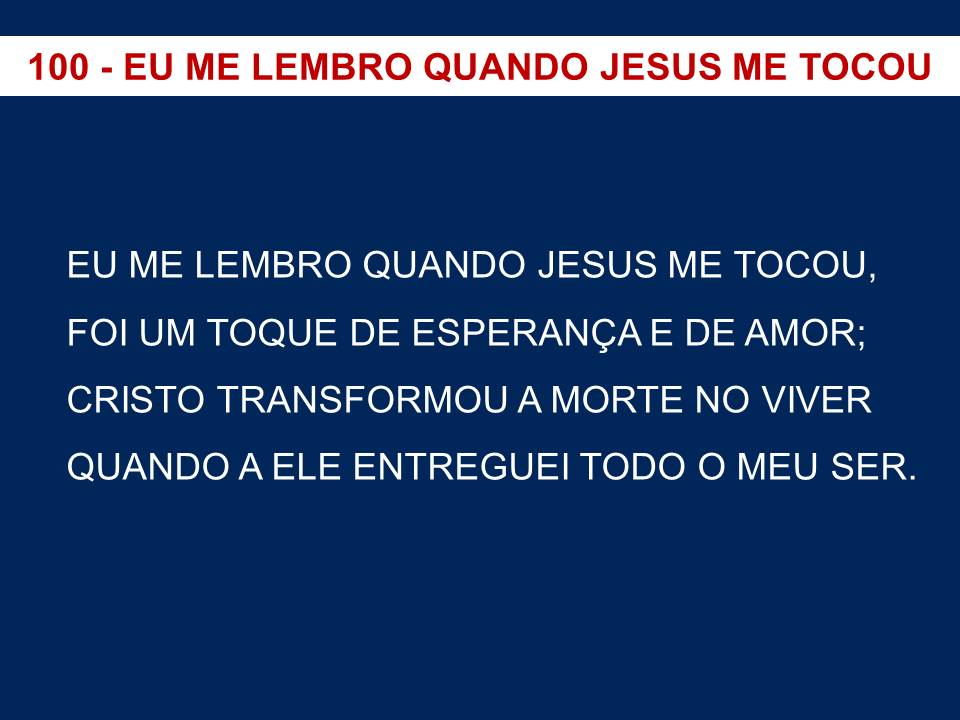 100 - EU ME LEMBRO QUANDO JESUS ME TOCOU
EU ME LEMBRO QUANDO JESUS ME TOCOU,
FOI UM TOQUE DE ESPERANÇA E DE AMOR;
CRISTO TRANSFORMOU A MORTE NO VIVER
QUANDO A ELE ENTREGUEI TODO O MEU SER.